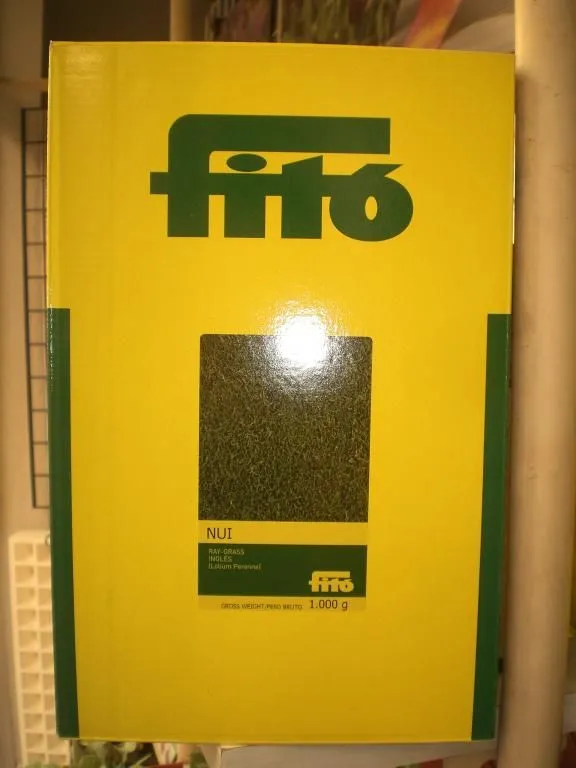 fitó
NUI
RAY-GRASS
INGLÉS
(Lolium Perenne)
fitó
GROSS WEIGHT/PESO BRUTO 1.000 g